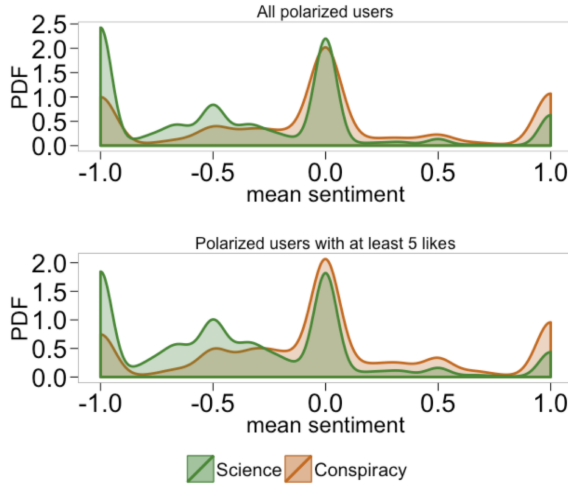 All polarized users
PDF
2.5
2.0
1.5
1.0
0.5
0.0
-1.0 -0.5 0.0 0.5 1.0
mean sentiment
Polarized users with at least 5 likes
PDF
2.0
1.5
1.0
0.5
0.0
-1.0 -0.5 0.0 0.5 1.0
mean sentiment
Science Conspiracy